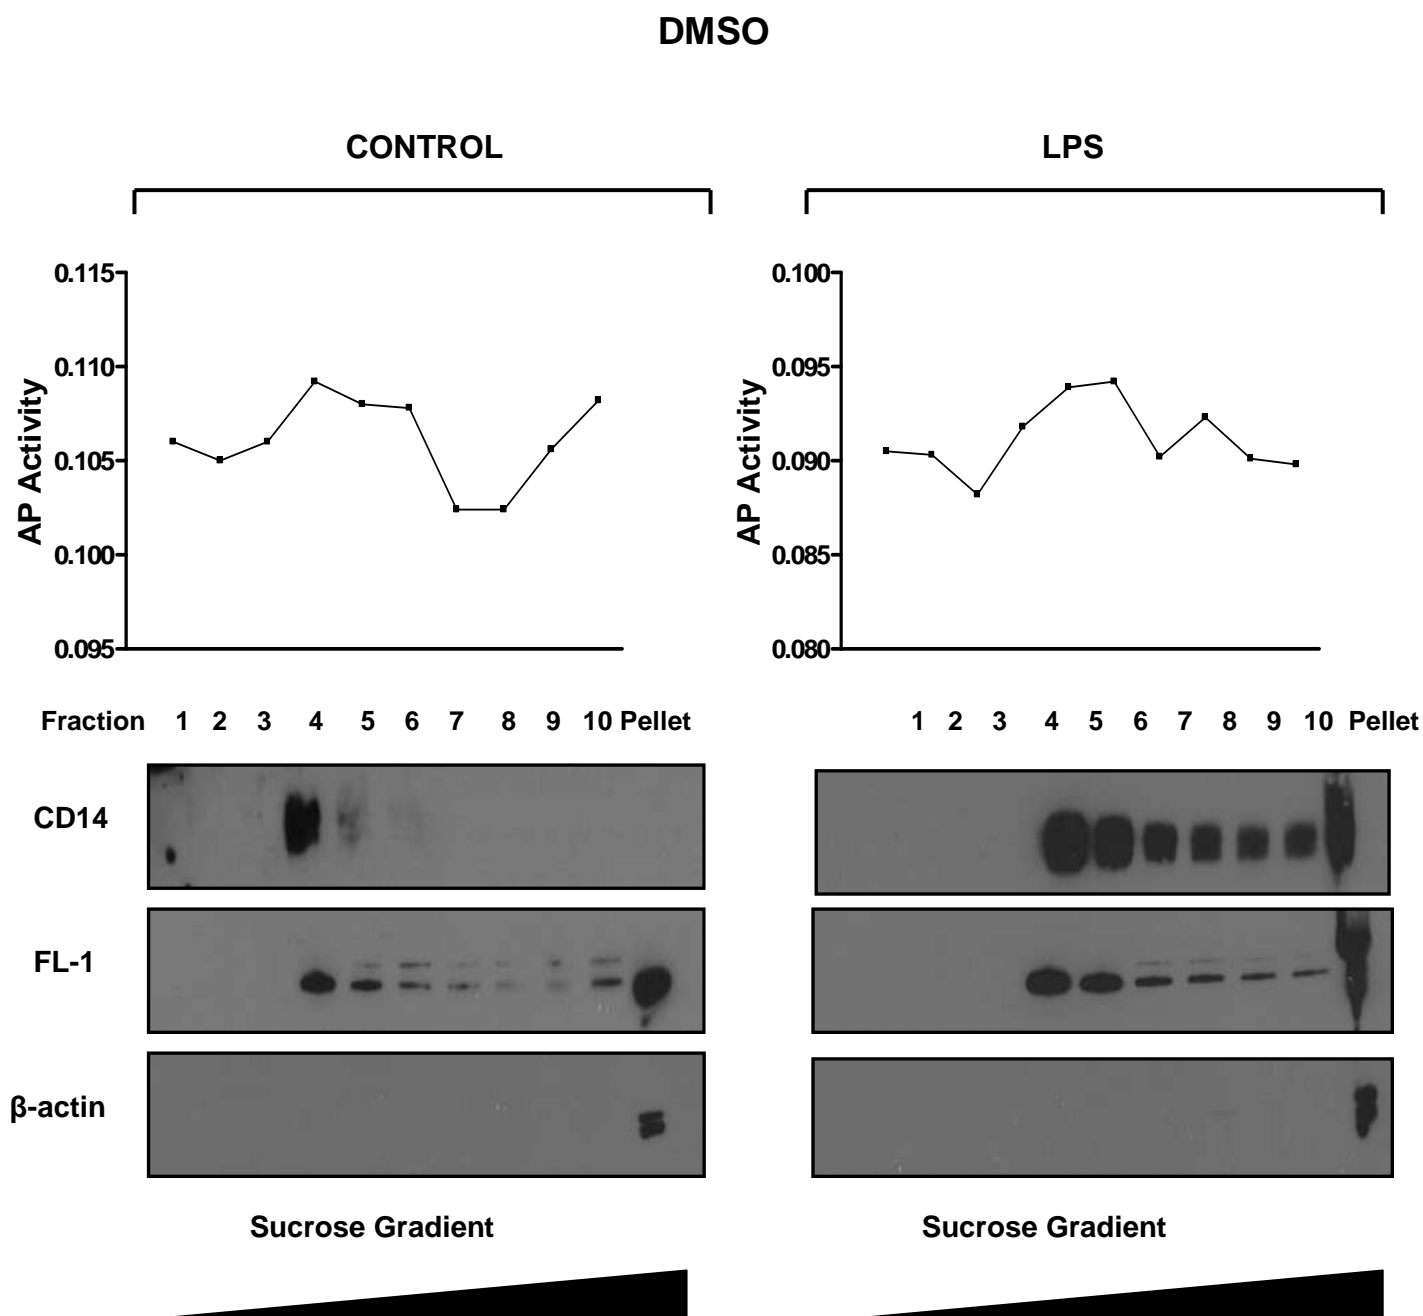 DMSO
CONTROL
LPS
0.115
0.110
0.105
0.100
0.095
AP Activity
0.100
0.095
0.090
0.085
0.080
AP Activity
Fraction 1 2 3 4 5 6 7 8 9 10 Pellet
1 2 3 4 5 6 7 8 9 10 Pellet
CD14
FL-1
β-actin
Sucrose Gradient
Sucrose Gradient